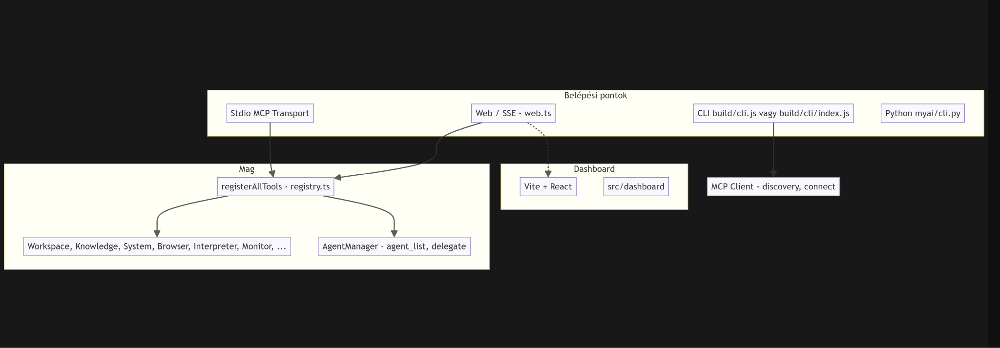 Belépési pontok
Stdio MCP Transport
Web / SSE - web.ts
CLI build/cli.js vagy build/cli/index.js
Python myai/cli.py
Mag
registerAllTools - registry.ts
Workspace, Knowledge, System, Browser, Interpreter, Monitor, ...
AgentManager - agent_list, delegate
Dashboard
Vite + React
src/dashboard
MCP Client - discovery, connect